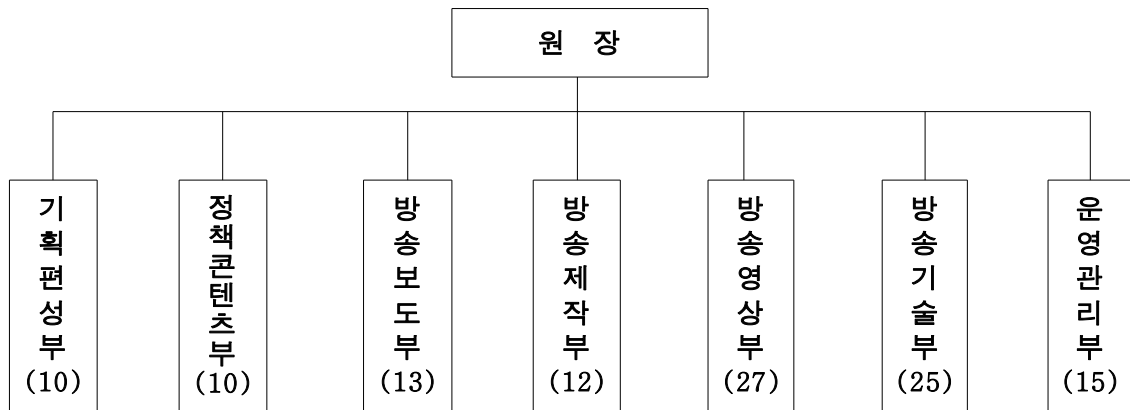 원 장
기획편성부
(10)
정책콘텐츠부
(10)
방송보도부
(13)
방송제작부
(12)
방송영상부
(27)
방송기술부
(25)
운영관리부
(15)